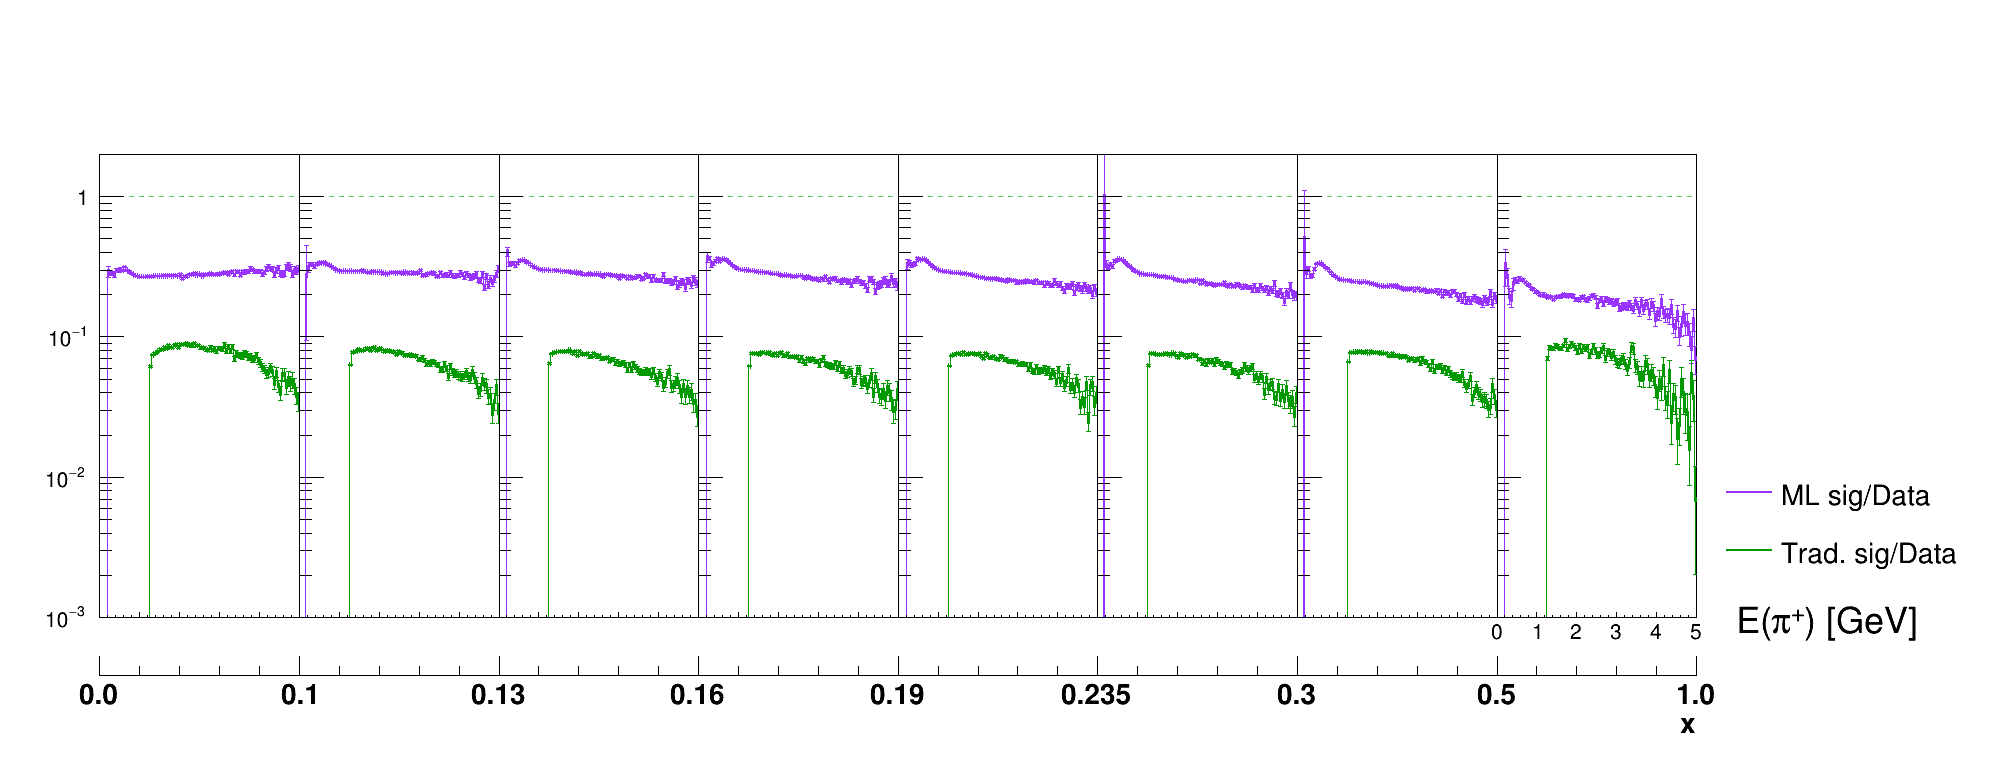 1
10⁻¹
10⁻²
10⁻³
ML sig/Data
Trad. sig/Data
E(π⁺) [GeV]
0 1 2 3 4 5
0.0 0.1 0.13 0.16 0.19 0.235 0.3 0.5 1.0
x